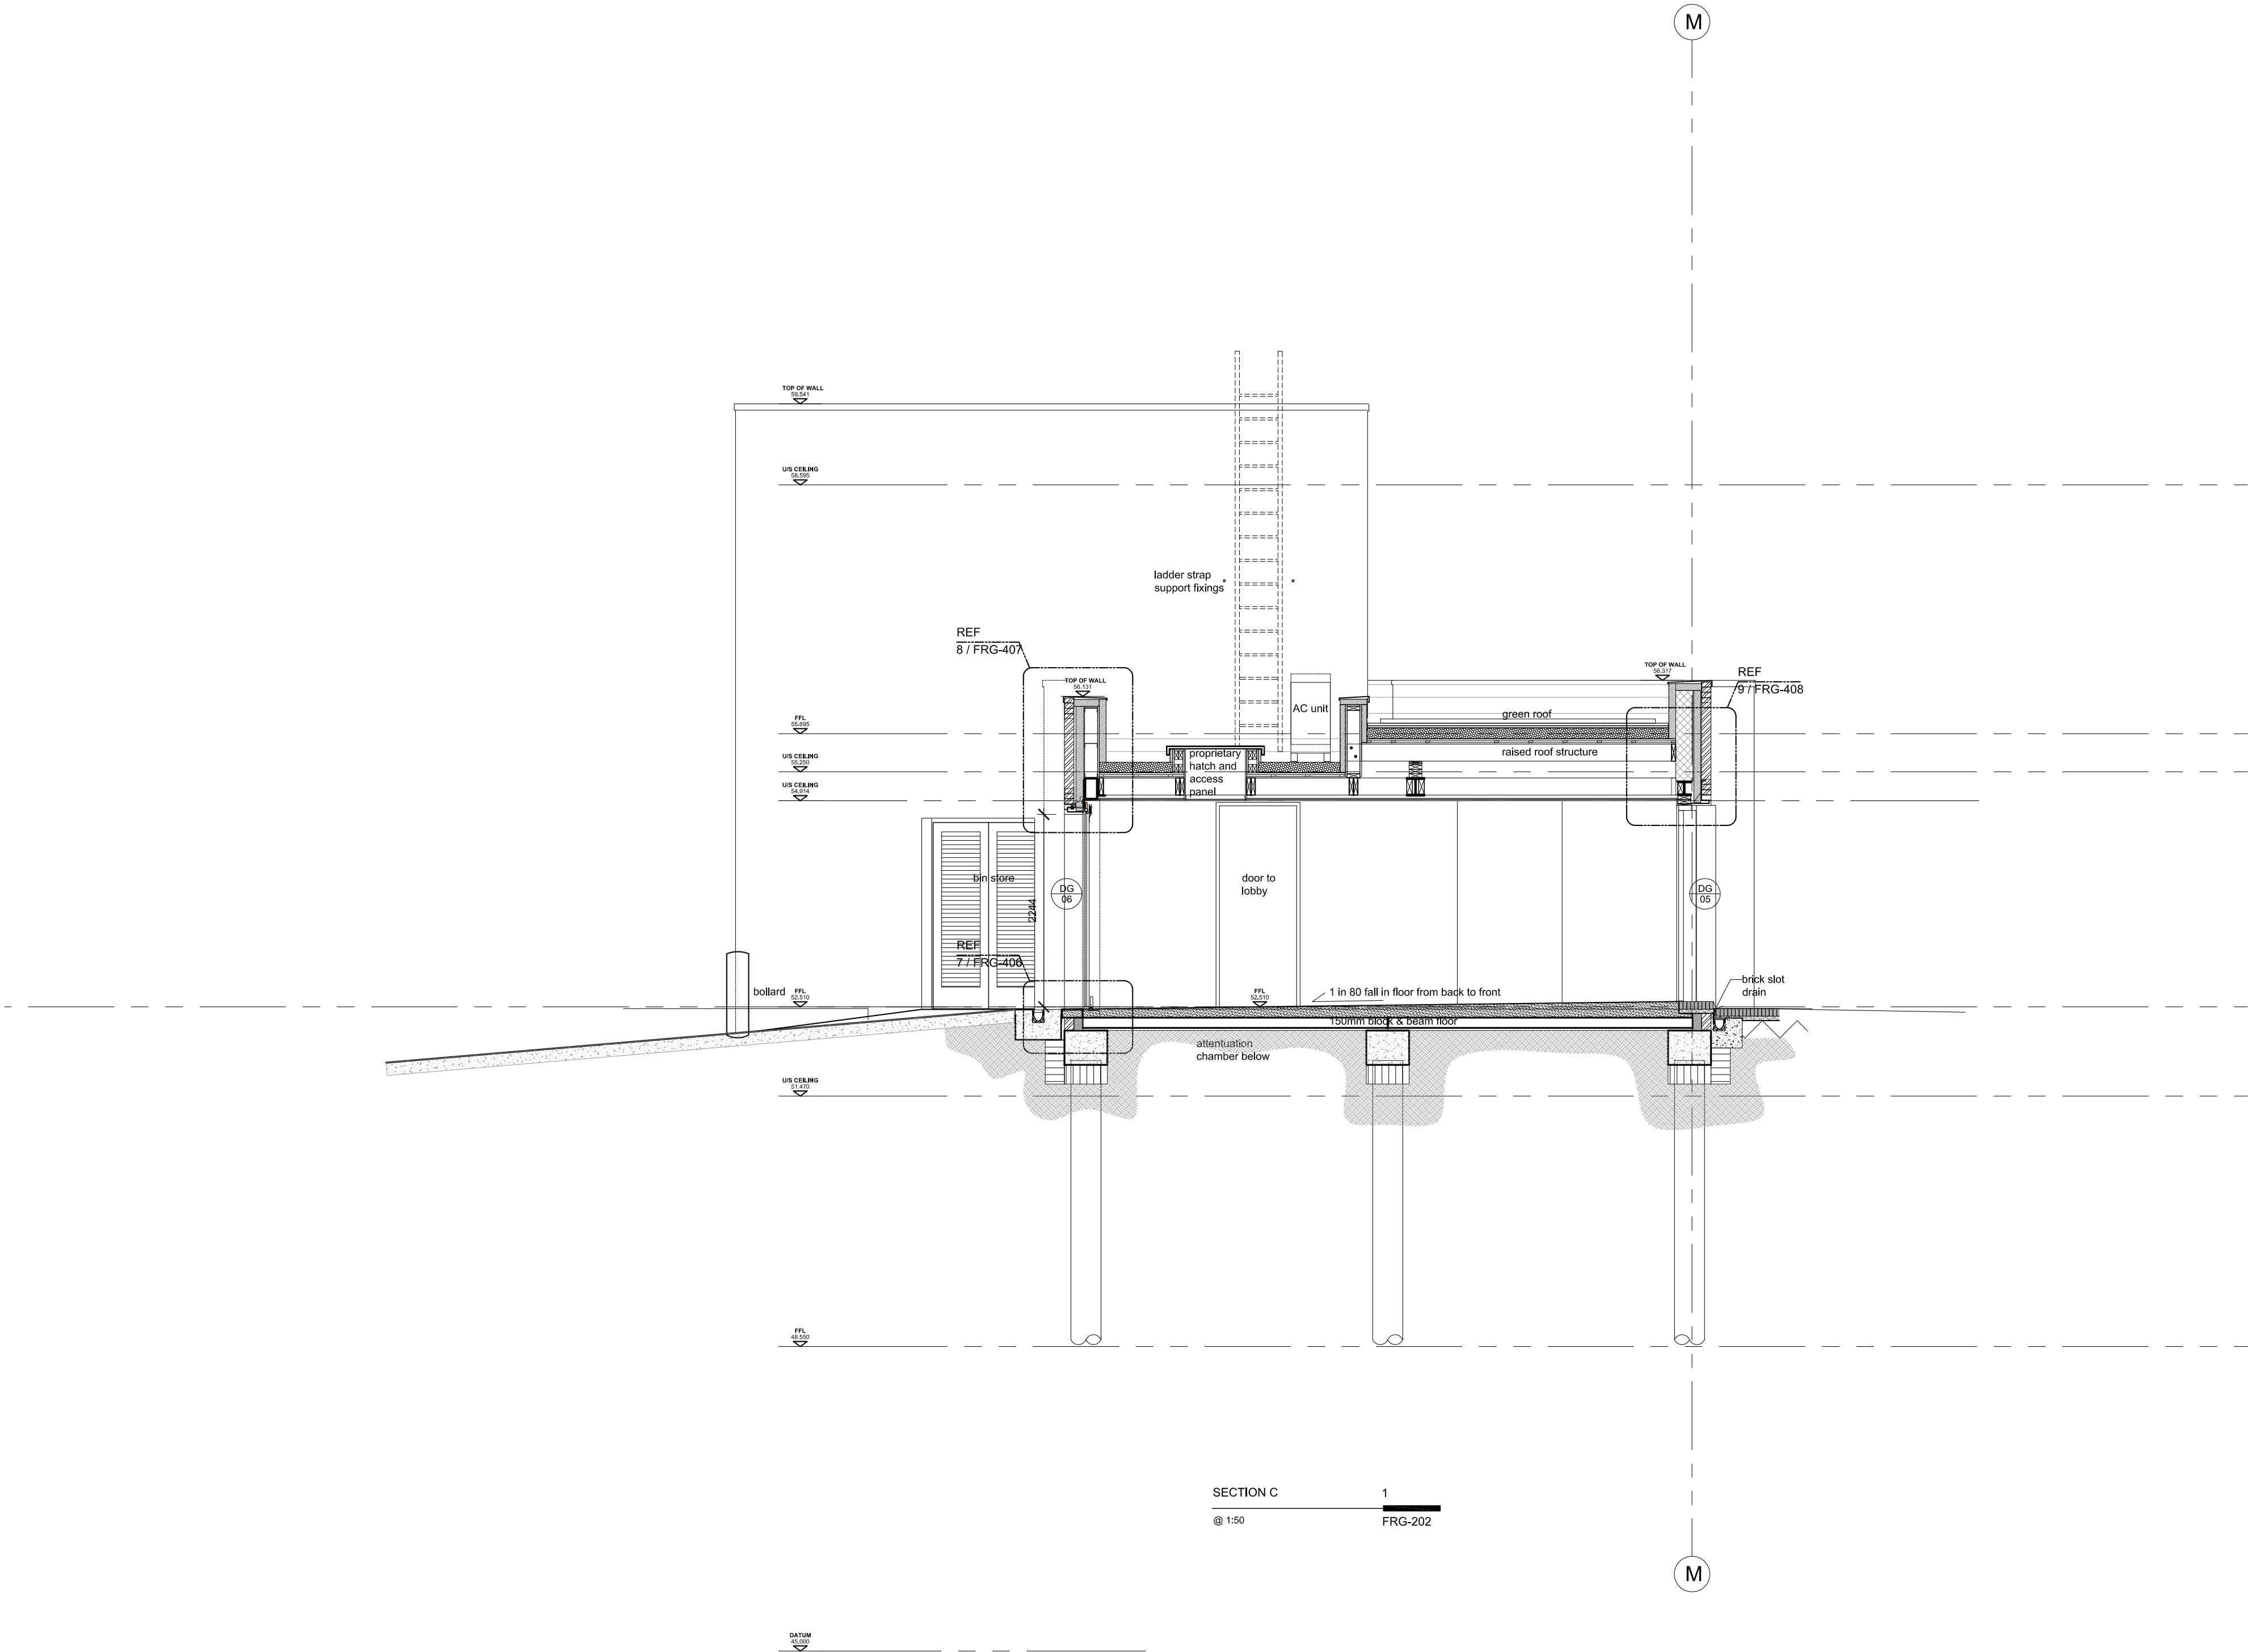 M
TOP OF WALL
59,541
U/S CEILING
58,595
ladder strap
support fixings
REF
8 / FRG-407
TOP OF WALL
56,131
TOP OF WALL
56,317
REF
9 / FRG-408
AC unit
green roof
FFL
55,695
raised roof structure
proprietary
hatch and
access
panel
U/S CEILING
55,250
U/S CEILING
54,914
bin store
2244
DG
06
door to
lobby
DG
05
REF
7 / FRG-406
bollard
FFL
52,510
FFL
52,510
1 in 80 fall in floor from back to front
brick slot
drain
150mm block & beam floor
attentuation
chamber below
U/S CEILING
51,470
FFL
48,550
SECTION C
1
@ 1:50
FRG-202
M
DATUM
45,000